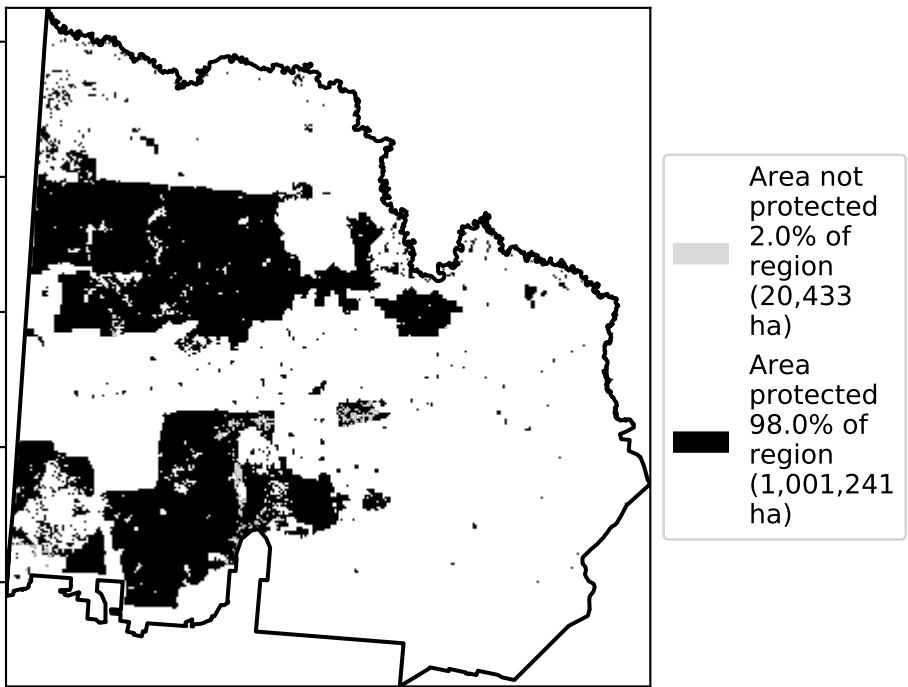 Area not
protected
2.0% of
region
(20,433
ha)
Area
protected
98.0% of
region
(1,001,241
ha)